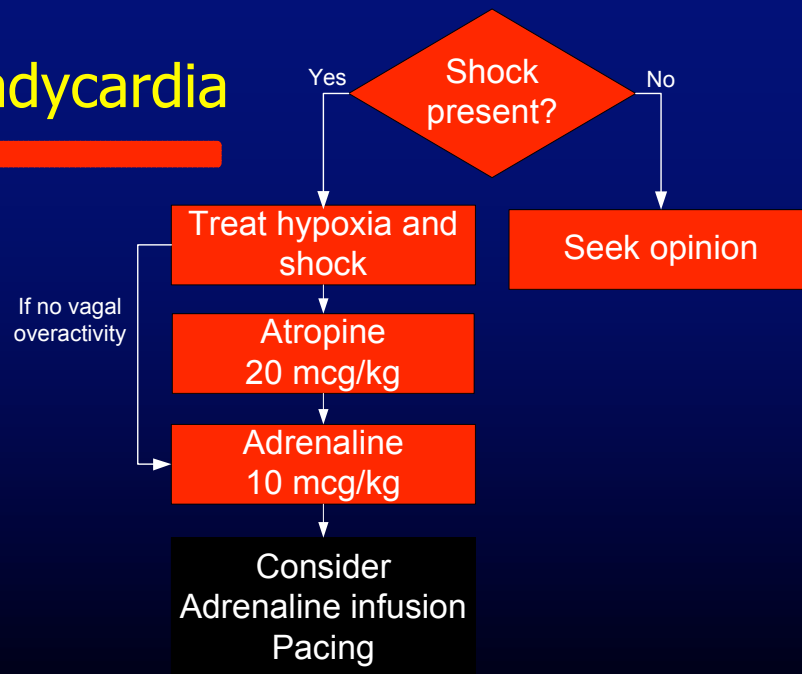 adycardia
Yes
Shock
present?
No
Treat hypoxia and
shock
Seek opinion
If no vagal
overactivity
Atropine
20 mcg/kg
Adrenaline
10 mcg/kg
Consider
Adrenaline infusion
Pacing